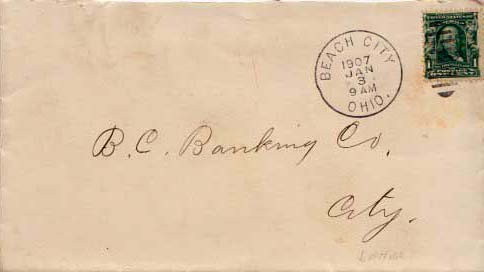 BEACH CITY
1907
JAN
3
9 AM
OHIO.
B. C. Banking Co,
City.